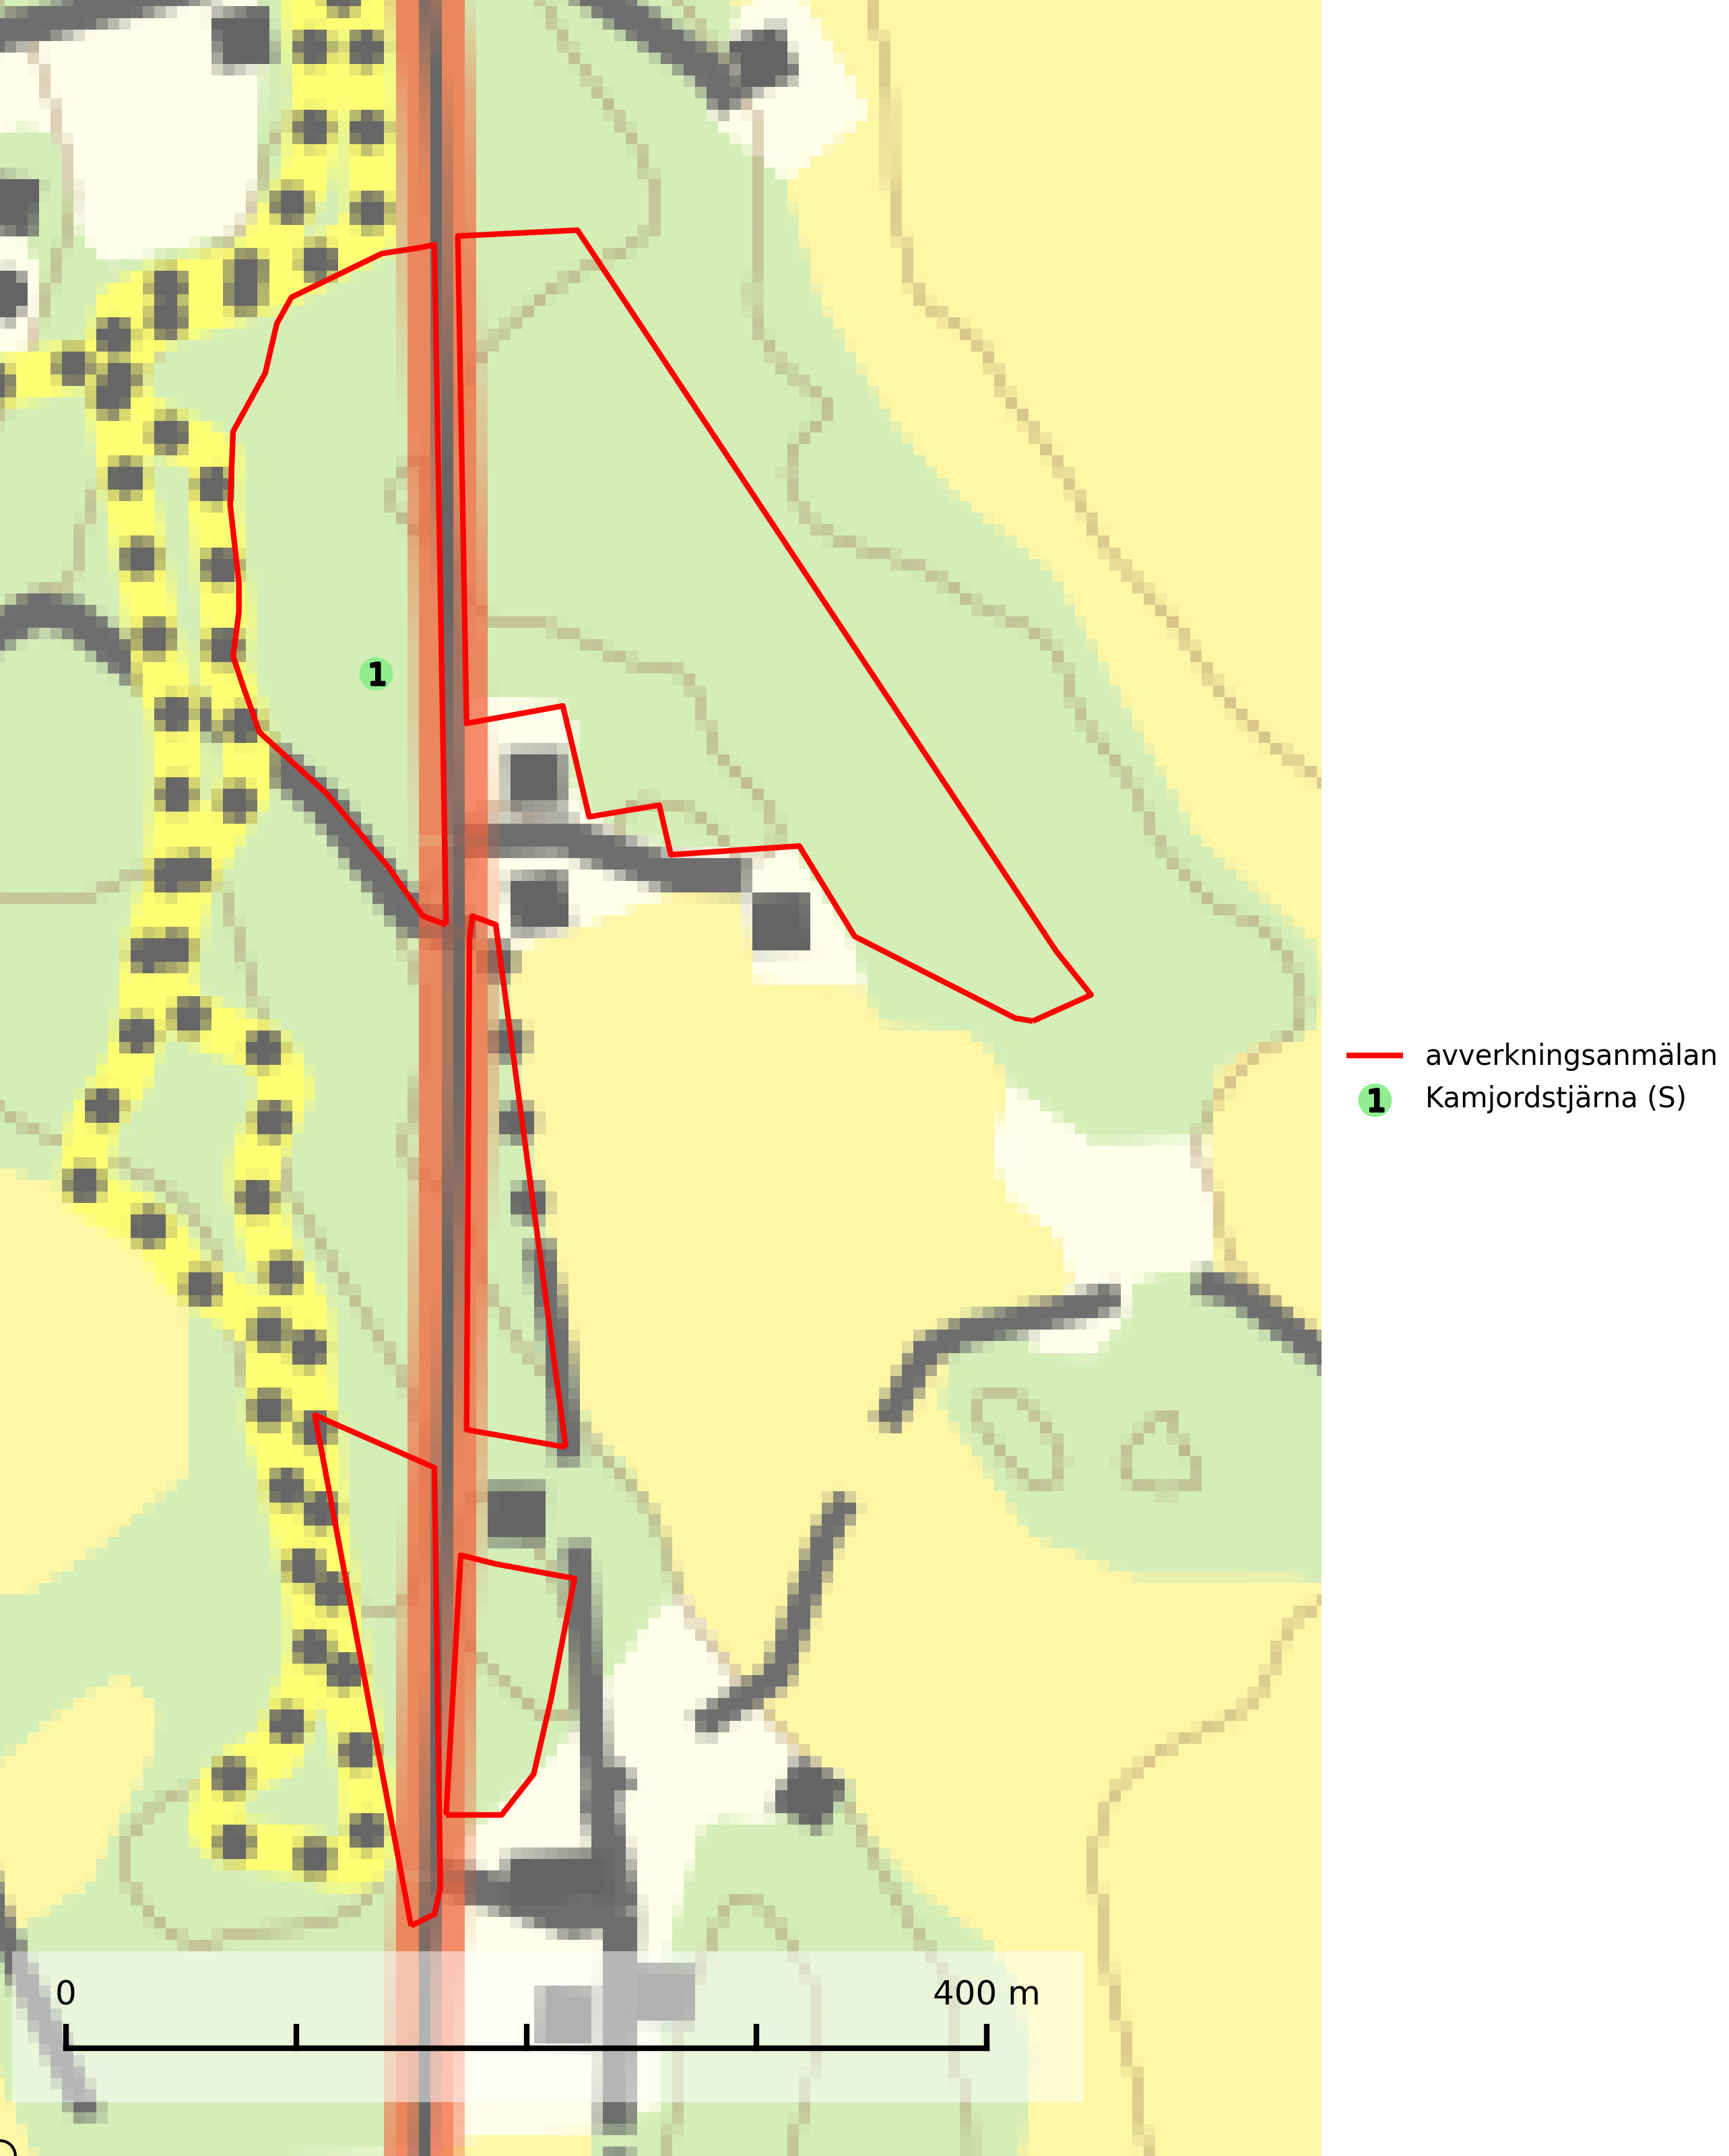 1
avverkningsanmälan
1 Kamjordstjärna (S)
0 400 m